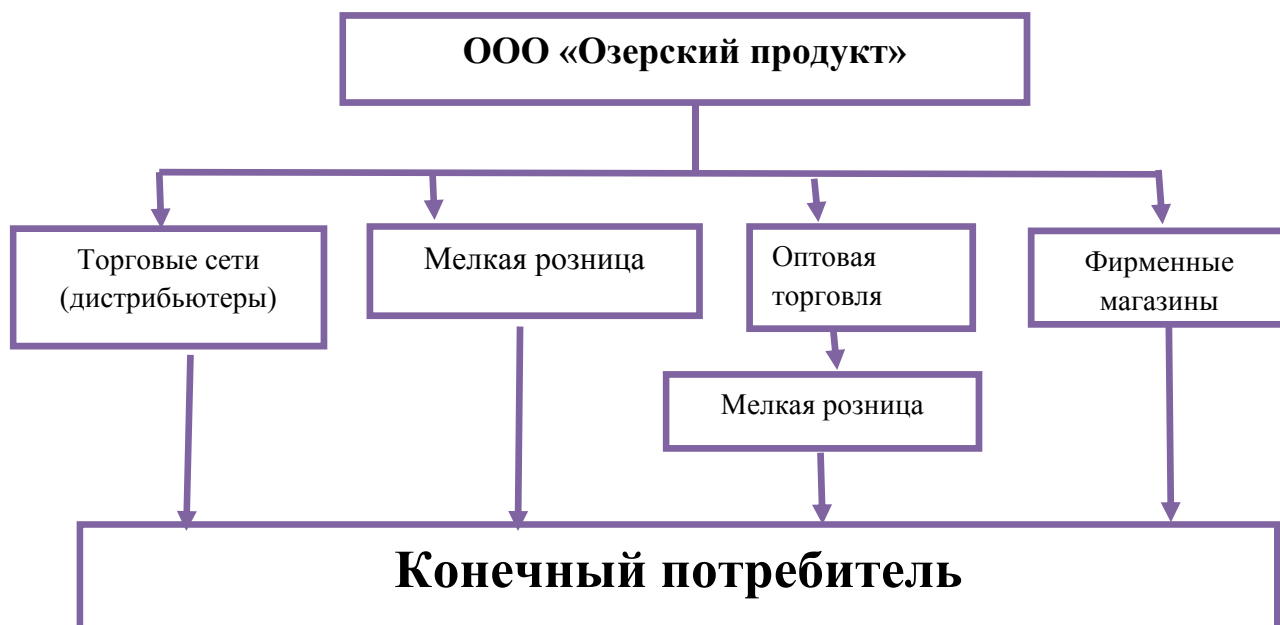 ООО «Озерский продукт»
Торговые сети
(дистрибьютеры)
Мелкая розница
Оптовая
торговля
Фирменные
магазины
Мелкая розница
Конечный потребитель